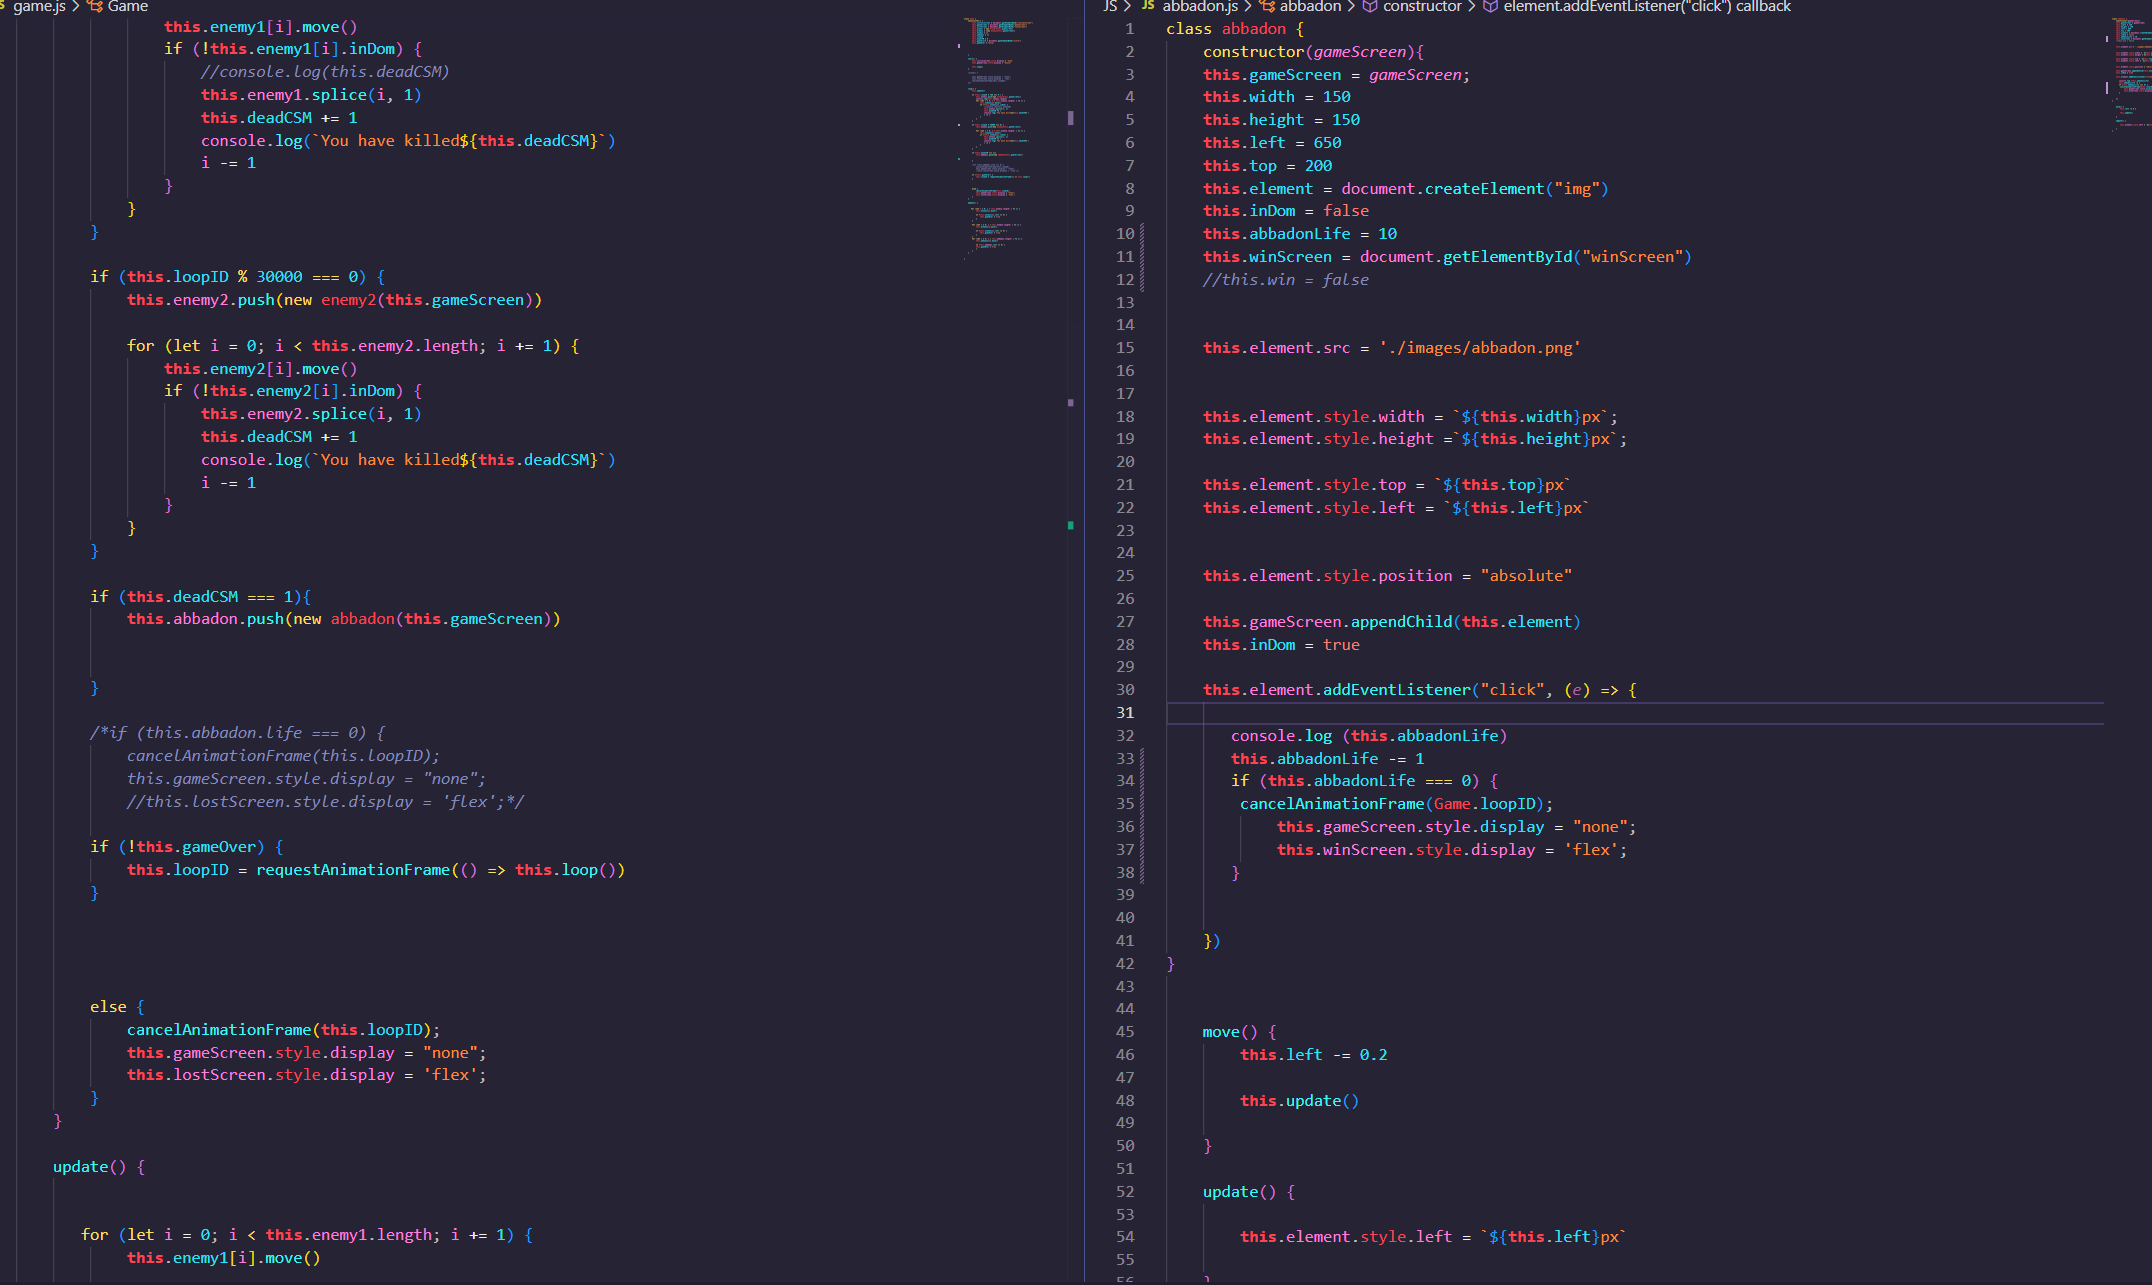 game.js > Game
this.enemy1[i].move()
if (!this.enemy1[i].inDom) {
//console.log(this.deadCSM)
this.enemy1.splice(i, 1)
this.deadCSM += 1
console.log(`You have killed${this.deadCSM}`)
i -= 1
}
}
}
if (this.loopID % 30000 === 0) {
this.enemy2.push(new enemy2(this.gameScreen))
for (let i = 0; i < this.enemy2.length; i += 1) {
this.enemy2[i].move()
if (!this.enemy2[i].inDom) {
this.enemy2.splice(i, 1)
this.deadCSM += 1
console.log(`You have killed${this.deadCSM}`)
i -= 1
}
}
}
if (this.deadCSM === 1){
this.abbadon.push(new abbadon(this.gameScreen))
}
/*if (this.abbadon.life === 0) {
cancelAnimationFrame(this.loopID);
this.gameScreen.style.display = "none";
//this.lostScreen.style.display = 'flex';*/
if (!this.gameOver) {
this.loopID = requestAnimationFrame(() => this.loop())
}
else {
cancelAnimationFrame(this.loopID);
this.gameScreen.style.display = "none";
this.lostScreen.style.display = 'flex';
}
}
update() {
for (let i = 0; i < this.enemy1.length; i += 1) {
this.enemy1[i].move()
JS > JS abbadon.js > abbadon > constructor > element.addEventListener("click") callback
1 class abbadon {
2 constructor(gameScreen){
3 this.gameScreen = gameScreen;
4 this.width = 150
5 this.height = 150
6 this.left = 650
7 this.top = 200
8 this.element = document.createElement("img")
9 this.inDom = false
10 this.abbadonLife = 10
11 this.winScreen = document.getElementById("winScreen")
12 //this.win = false
13
14
15 this.element.src = './images/abbadon.png'
16
17
18 this.element.style.width = `${this.width}px`;
19 this.element.style.height =`${this.height}px`;
20
21 this.element.style.top = `${this.top}px`
22 this.element.style.left = `${this.left}px`
23
24
25 this.element.style.position = "absolute"
26
27 this.gameScreen.appendChild(this.element)
28 this.inDom = true
29
30 this.element.addEventListener("click", (e) => {
31
32 console.log (this.abbadonLife)
33 this.abbadonLife -= 1
34 if (this.abbadonLife === 0) {
35 cancelAnimationFrame(Game.loopID);
36 this.gameScreen.style.display = "none";
37 this.winScreen.style.display = 'flex';
38 }
39
40
41 })
42 }
43
44
45 move() {
46 this.left -= 0.2
47
48 this.update()
49
50 }
51
52 update() {
53
54 this.element.style.left = `${this.left}px`
55
56 }